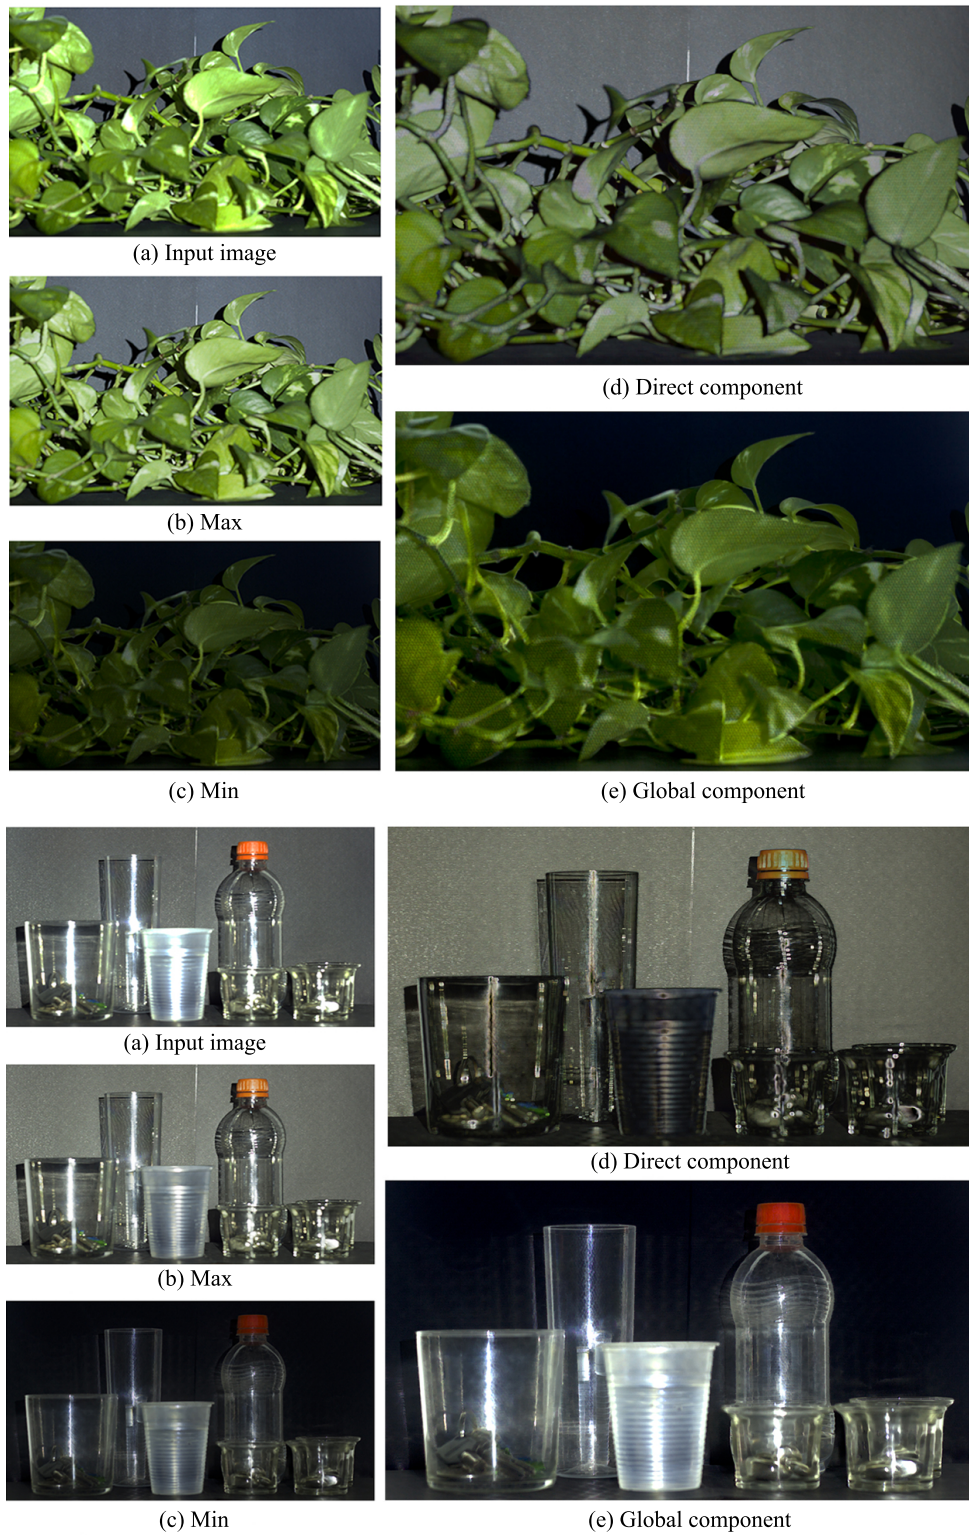 (a) Input image
(b) Max
(c) Min
(d) Direct component
(e) Global component
(a) Input image
(b) Max
(c) Min
(d) Direct component
(e) Global component